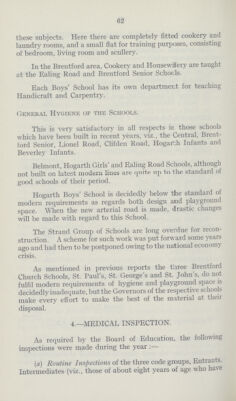 62
these subjects. Here there are completely fitted cookery and
laundry rooms, and a small flat for training purposes, consisting
of bedroom, living room and scullery.
In the Brentford area, Cookery and Housewifery are taught
at the Ealing Road and Brentford Senior Schools.
Each Boys' School has its own department for teaching
Handicraft and Carpentry.
General Hygiene of the Schools.
This is very satisfactory in all respects in those schools
which have been built in recent years, viz., the Central, Brent-
ford Senior, Lionel Road, Clifden Road, Hogarth Infants and
Beverley Infants.
Belmont, Hogarth Girls' and Ealing Road Schools, although
not built on latest modern lines are quite up to the standard of
good schools of their period.
Hogarth Boys' School is decidedly below the standard of
modern requirements as regards both design and playground
space. When the new arterial road is made, drastic changes
will be made with regard to this School.
The Strand Group of Schools are long overdue for recon-
struction. A scheme for such work was put forward some years
ago and had then to be postponed owing to the national economy
crisis.
As mentioned in previous reports the three Brentford
Church Schools, St. Paul's, St. George's and St. John's, do not
fulfil modern requirements of hygiene and playground space is
decidedly inadequate, but the Governors of the respective schools
make every effort to make the best of the material at their
disposal.
4.—MEDICAL INSPECTION.
As required by the Board of Education, the following
inspections were made during the year :—
(a) Routine Inspections of the three code groups, Entrants,
Intermediates (viz., those of about eight years of age who have